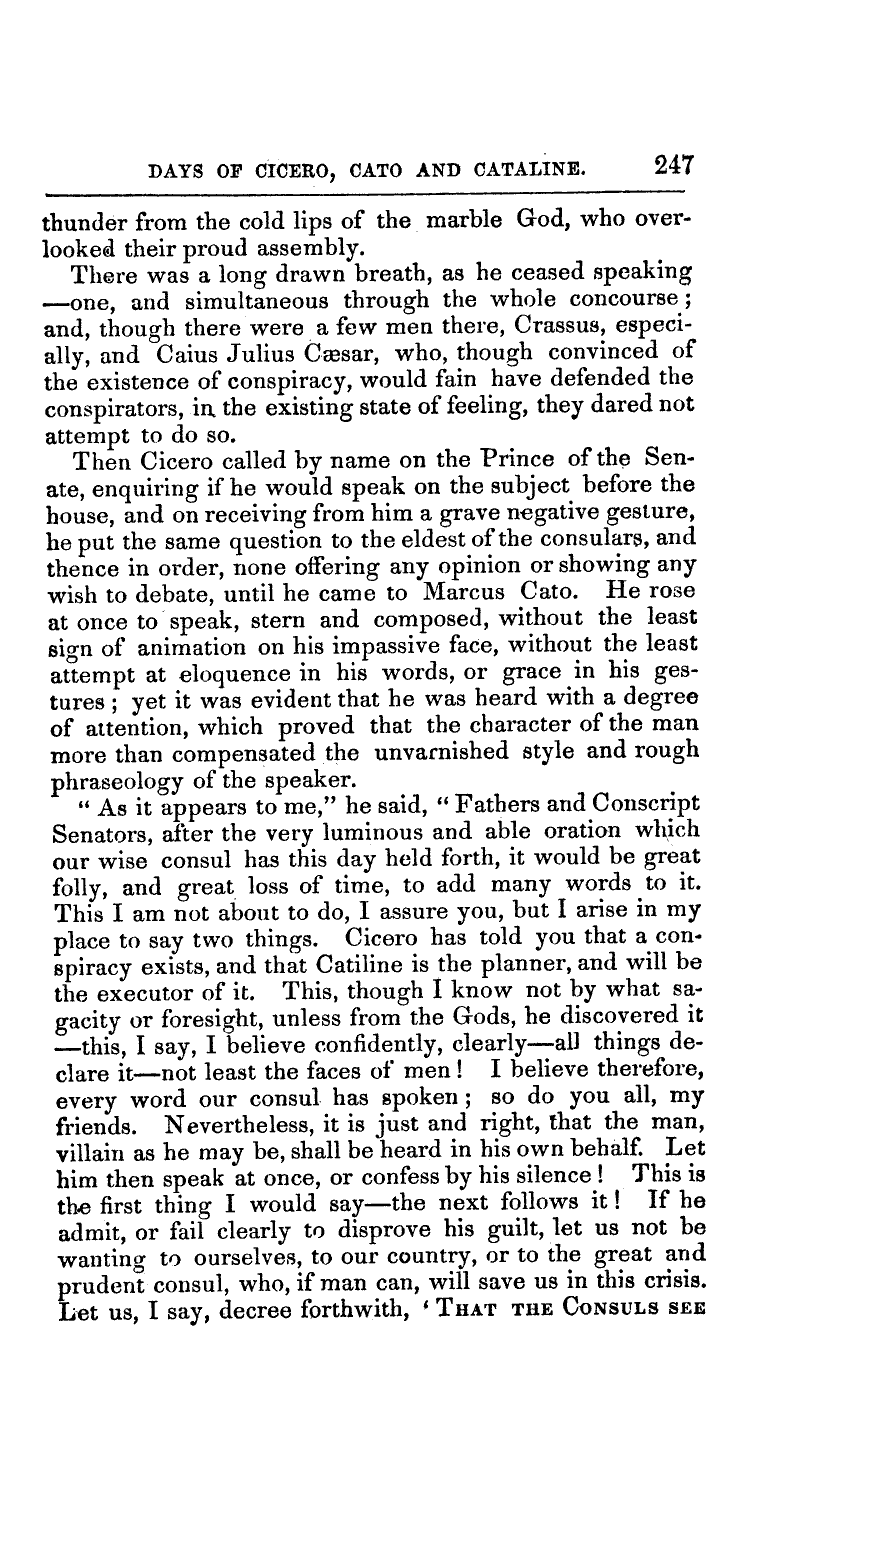 DAYS OF CICERO, CATO AND CATALINE. 247
thunder from the cold lips of the marble God, who over-
looked their proud assembly.
There was a long drawn breath, as he ceased speaking
—one, and simultaneous through the whole concourse ;
and, though there were a few men there, Crassus, especi-
ally, and Caius Julius Cæsar, who, though convinced of
the existence of conspiracy, would fain have defended the
conspirators, in the existing state of feeling, they dared not
attempt to do so.
Then Cicero called by name on the Prince of the Sen-
ate, enquiring if he would speak on the subject before the
house, and on receiving from him a grave negative gesture,
he put the same question to the eldest of the consulars, and
thence in order, none offering any opinion or showing any
wish to debate, until he came to Marcus Cato. He rose
at once to speak, stern and composed, without the least
sign of animation on his impassive face, without the least
attempt at eloquence in his words, or grace in his ges-
tures ; yet it was evident that he was heard with a degree
of attention, which proved that the character of the man
more than compensated the unvarnished style and rough
phraseology of the speaker.
“ As it appears to me,” he said, “ Fathers and Conscript
Senators, after the very luminous and able oration which
our wise consul has this day held forth, it would be great
folly, and great loss of time, to add many words to it.
This I am not about to do, I assure you, but I arise in my
place to say two things. Cicero has told you that a con-
spiracy exists, and that Catiline is the planner, and will be
the executor of it. This, though I know not by what sa-
gacity or foresight, unless from the Gods, he discovered it
—this, I say, I believe confidently, clearly—all things de-
clare it—not least the faces of men ! I believe therefore,
every word our consul has spoken ; so do you all, my
friends. Nevertheless, it is just and right, that the man,
villain as he may be, shall be heard in his own behalf. Let
him then speak at once, or confess by his silence ! This is
the first thing I would say—the next follows it ! If he
admit, or fail clearly to disprove his guilt, let us not be
wanting to ourselves, to our country, or to the great and
prudent consul, who, if man can, will save us in this crisis.
Let us, I say, decree forthwith, ‘ THAT THE CONSULS SEE